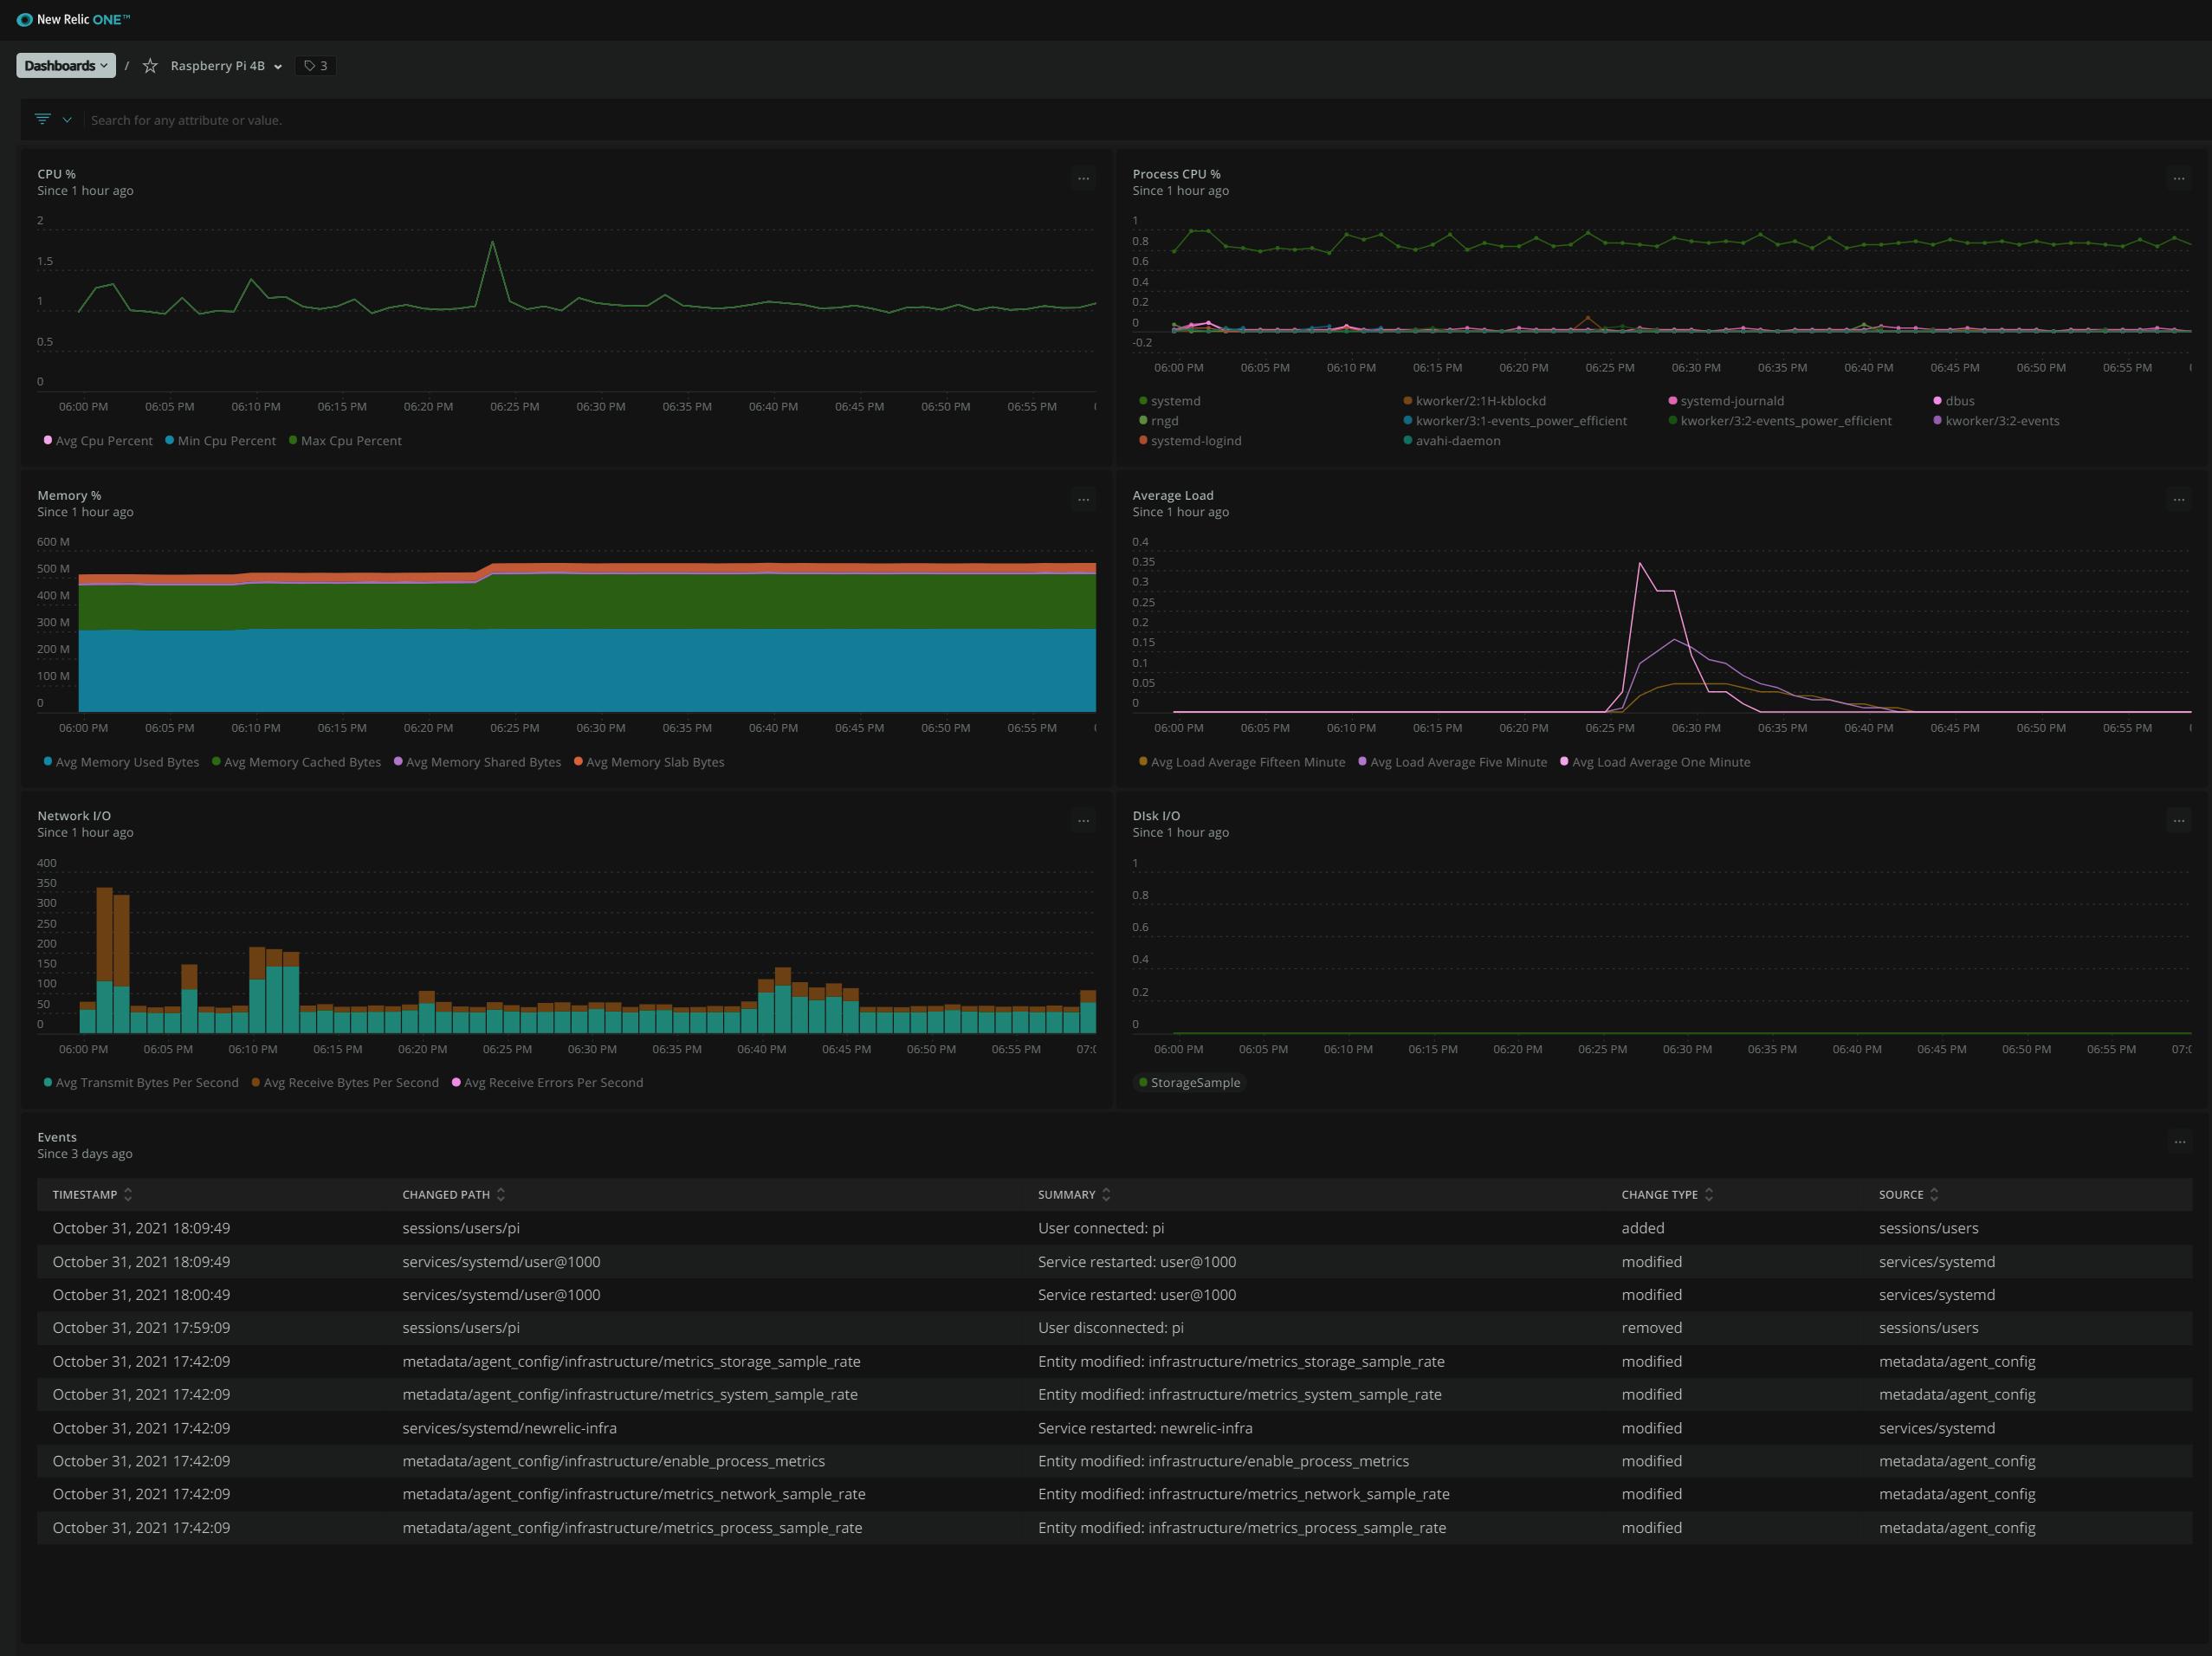 New Relic ONE™
Dashboards / Raspberry Pi 4B 3
Search for any attribute or value.
CPU %
Since 1 hour ago
...
2
1.5
1
0.5
0
06:00 PM 06:05 PM 06:10 PM 06:15 PM 06:20 PM 06:25 PM 06:30 PM 06:35 PM 06:40 PM 06:45 PM 06:50 PM 06:55 PM
Avg Cpu Percent Min Cpu Percent Max Cpu Percent
Process CPU %
Since 1 hour ago
...
1
0.8
0.6
0.4
0.2
0
-0.2
06:00 PM 06:05 PM 06:10 PM 06:15 PM 06:20 PM 06:25 PM 06:30 PM 06:35 PM 06:40 PM 06:45 PM 06:50 PM 06:55 PM
systemd kworker/2:1H-kblockd systemd-journald dbus
rngd kworker/3:1-events_power_efficient kworker/3:2-events_power_efficient kworker/3:2-events
systemd-logind avahi-daemon
Memory %
Since 1 hour ago
...
600 M
500 M
400 M
300 M
200 M
100 M
0
06:00 PM 06:05 PM 06:10 PM 06:15 PM 06:20 PM 06:25 PM 06:30 PM 06:35 PM 06:40 PM 06:45 PM 06:50 PM 06:55 PM
Avg Memory Used Bytes Avg Memory Cached Bytes Avg Memory Shared Bytes Avg Memory Slab Bytes
Average Load
Since 1 hour ago
...
0.4
0.35
0.3
0.25
0.2
0.15
0.1
0.05
0
06:00 PM 06:05 PM 06:10 PM 06:15 PM 06:20 PM 06:25 PM 06:30 PM 06:35 PM 06:40 PM 06:45 PM 06:50 PM 06:55 PM
Avg Load Average Fifteen Minute Avg Load Average Five Minute Avg Load Average One Minute
Network I/O
Since 1 hour ago
...
400
350
300
250
200
150
100
50
0
06:00 PM 06:05 PM 06:10 PM 06:15 PM 06:20 PM 06:25 PM 06:30 PM 06:35 PM 06:40 PM 06:45 PM 06:50 PM 06:55 PM 07:
Avg Transmit Bytes Per Second Avg Receive Bytes Per Second Avg Receive Errors Per Second
DIsk I/O
Since 1 hour ago
...
1
0.8
0.6
0.4
0.2
0
06:00 PM 06:05 PM 06:10 PM 06:15 PM 06:20 PM 06:25 PM 06:30 PM 06:35 PM 06:40 PM 06:45 PM 06:50 PM 06:55 PM 07:
StorageSample
Events
Since 3 days ago
...
TIMESTAMP CHANGED PATH SUMMARY CHANGE TYPE SOURCE
October 31, 2021 18:09:49 sessions/users/pi User connected: pi added sessions/users
October 31, 2021 18:09:49 services/systemd/user@1000 Service restarted: user@1000 modified services/systemd
October 31, 2021 18:00:49 services/systemd/user@1000 Service restarted: user@1000 modified services/systemd
October 31, 2021 17:59:09 sessions/users/pi User disconnected: pi removed sessions/users
October 31, 2021 17:42:09 metadata/agent_config/infrastructure/metrics_storage_sample_rate Entity modified: infrastructure/metrics_storage_sample_rate modified metadata/agent_config
October 31, 2021 17:42:09 metadata/agent_config/infrastructure/metrics_system_sample_rate Entity modified: infrastructure/metrics_system_sample_rate modified metadata/agent_config
October 31, 2021 17:42:09 services/systemd/newrelic-infra Service restarted: newrelic-infra modified services/systemd
October 31, 2021 17:42:09 metadata/agent_config/infrastructure/enable_process_metrics Entity modified: infrastructure/enable_process_metrics modified metadata/agent_config
October 31, 2021 17:42:09 metadata/agent_config/infrastructure/metrics_network_sample_rate Entity modified: infrastructure/metrics_network_sample_rate modified metadata/agent_config
October 31, 2021 17:42:09 metadata/agent_config/infrastructure/metrics_process_sample_rate Entity modified: infrastructure/metrics_process_sample_rate modified metadata/agent_config